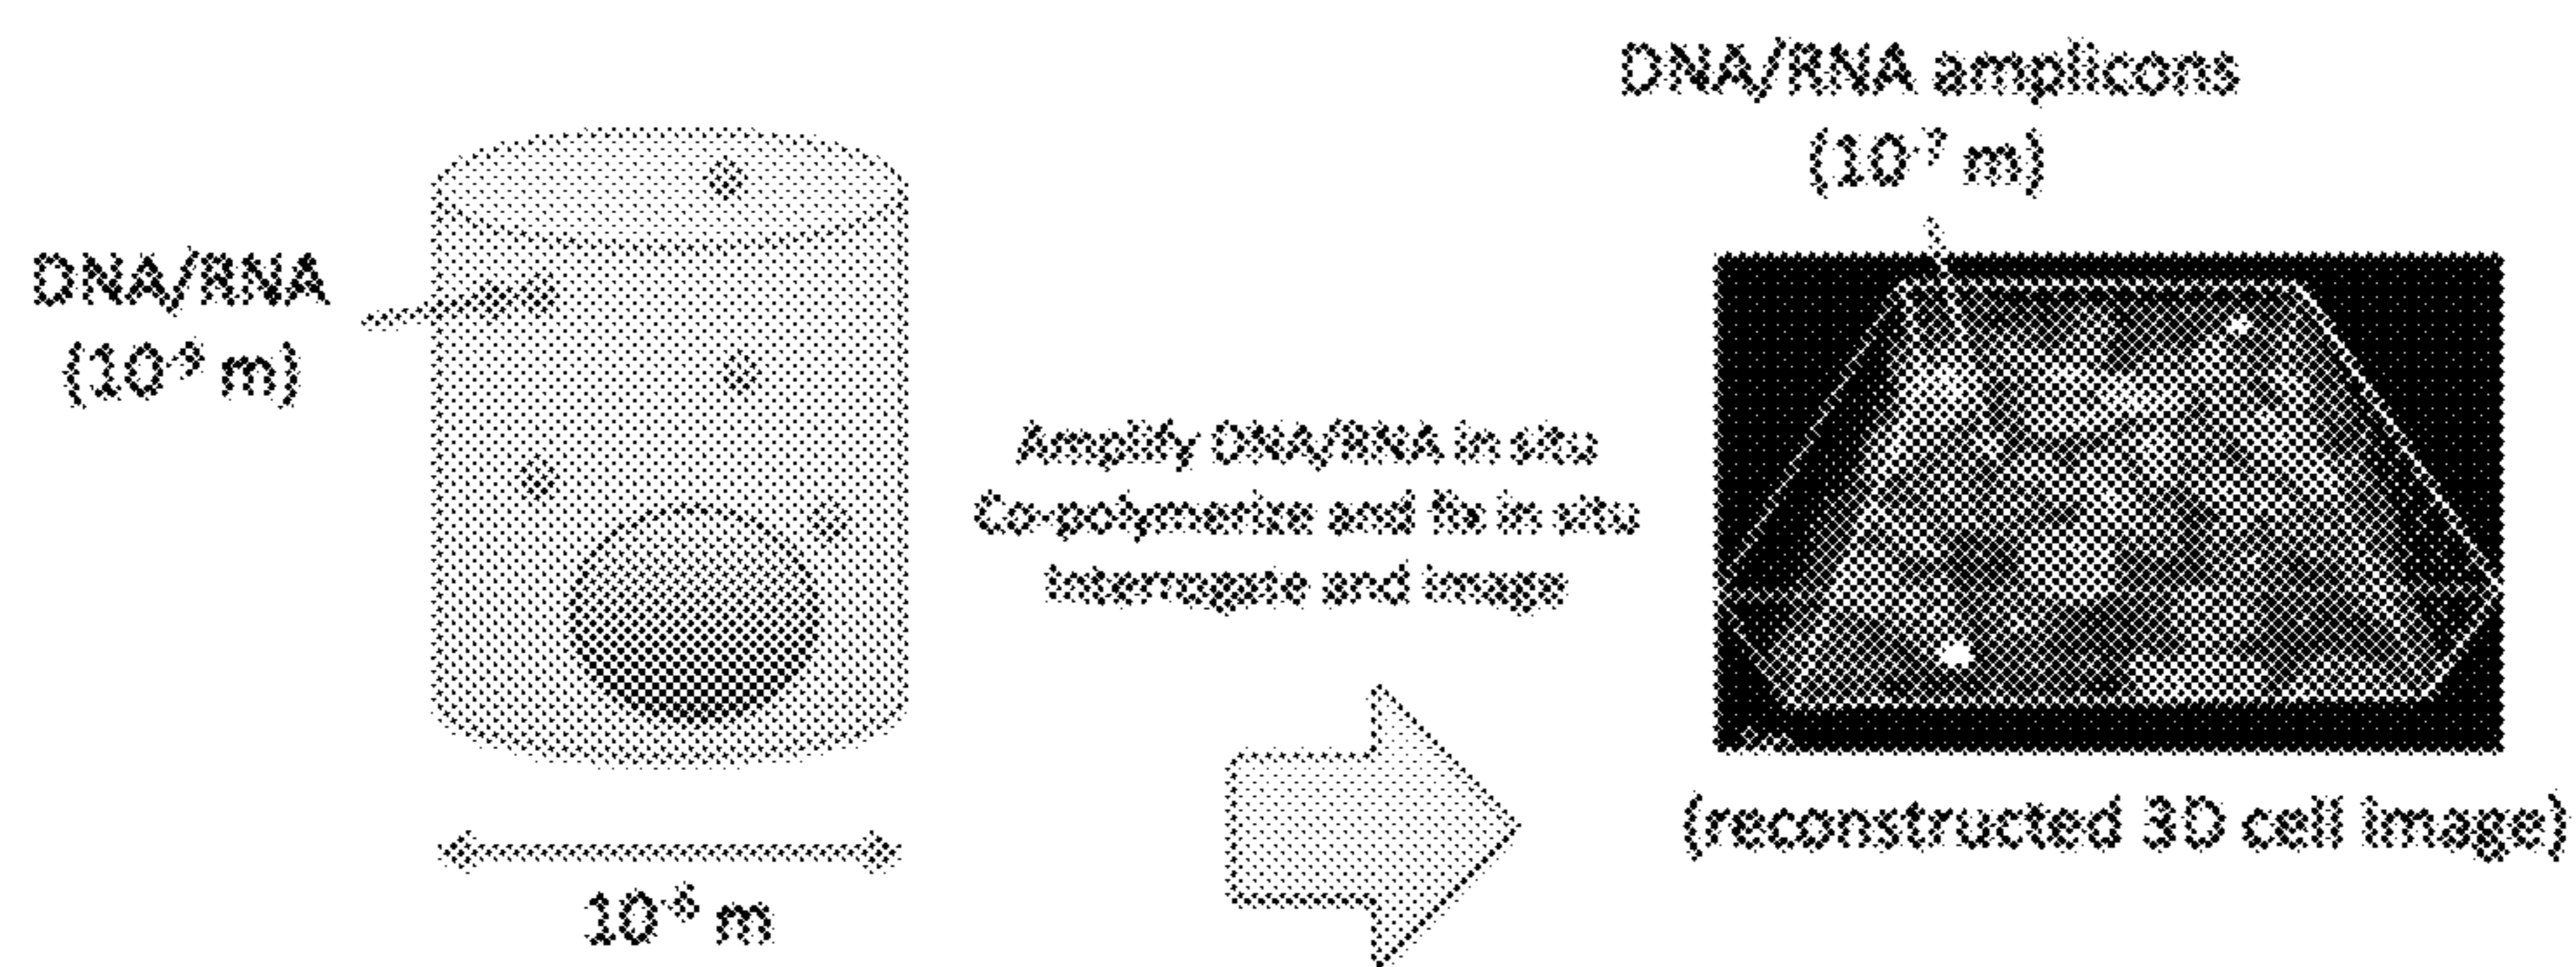 DNA/RNA
(10⁻⁹ m)
10⁻⁶ m
Amplify DNA/RNA in situ
Co-polymerize and fix in situ
Interrogate and image
DNA/RNA amplicons
(10⁻⁷ m)
(reconstructed 3D cell image)